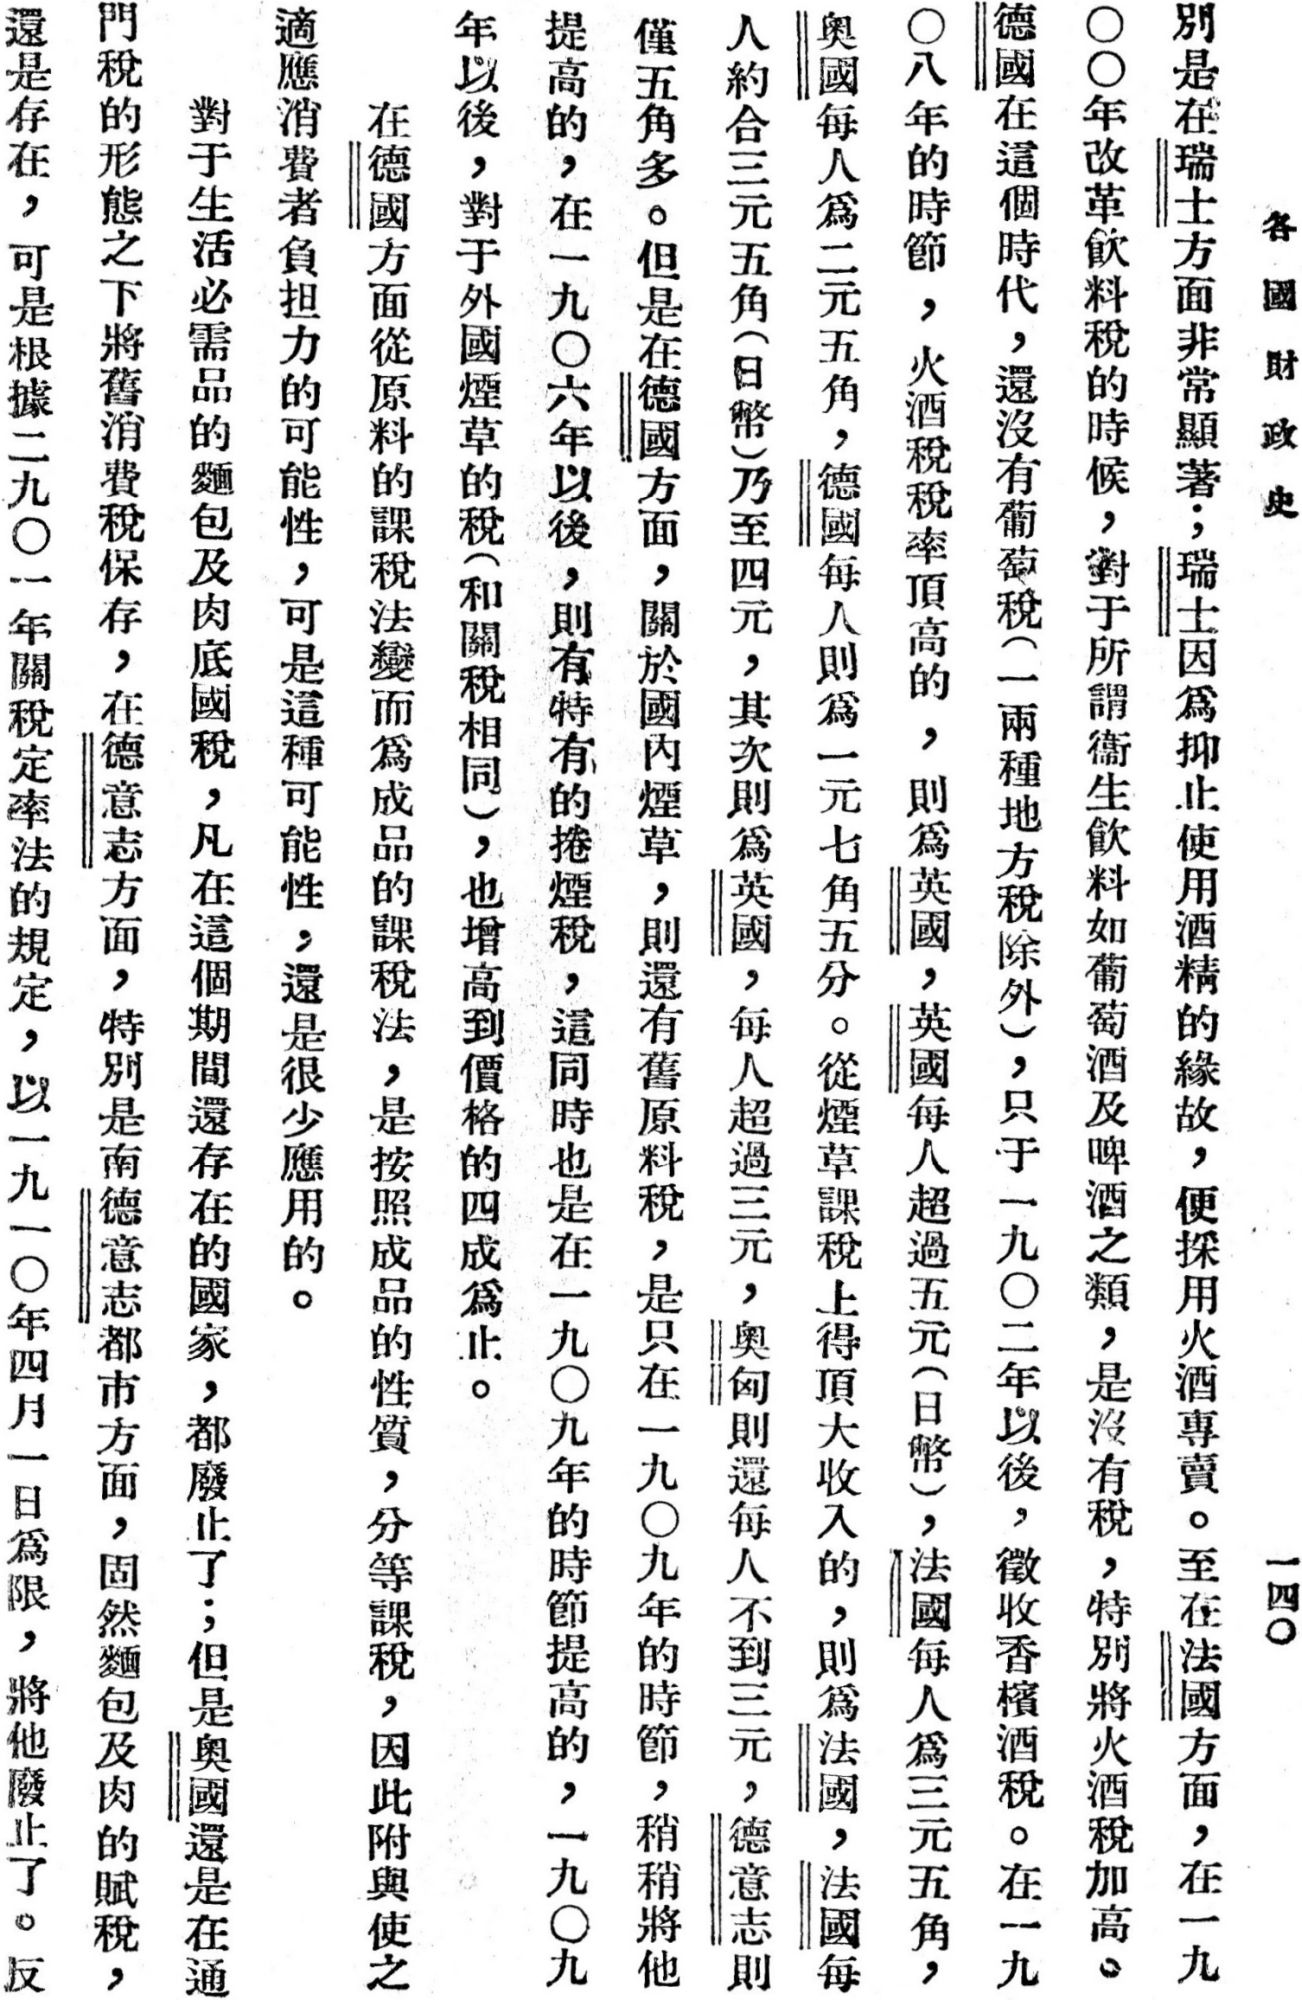 各國財政史
一四〇
別是在瑞士方面非常顯著；瑞士因爲抑止使用酒精的緣故，便採用火酒專賣。至在法國方面，在一九
〇〇年改革飲料稅的時候，對于所謂衞生飲料如葡萄酒及啤酒之類，是沒有稅，特別將火酒稅加高。
德國在這個時代，還沒有葡萄稅（一兩種地方稅除外），只于一九〇二年以後，徵收香檳酒稅。在一九
〇八年的時節，火酒稅稅率頂高的，則爲英國，英國每人超過五元（日幣），法國每人爲三元五角，
奧國每人爲二元五角，德國每人則爲一元七角五分。從煙草課稅上得頂大收入的，則爲法國，法國每
人約合三元五角（日幣）乃至四元，其次則爲英國，每人超過三元，奧匈則還每人不到三元，德意志則
僅五角多。但是在德國方面，關於國內煙草，則還有舊原料稅，是只在一九〇九年的時節，稍稍將他
提高的，在一九〇六年以後，則有特有的捲煙稅，這同時也是在一九〇九年的時節提高的，一九〇九
年以後，對于外國煙草的稅（和關稅相同），也增高到價格的四成爲止。
在德國方面從原料的課稅法變而爲成品的課稅法，是按照成品的性質，分等課稅，因此附與使之
適應消費者負担力的可能性，可是這種可能性，還是很少應用的。
對于生活必需品的麵包及肉底國稅，凡在這個期間還存在的國家，都廢止了；但是奧國還是在通
門稅的形態之下將舊消費稅保存，在德意志方面，特別是南德意志都市方面，固然麵包及肉的賦稅，
還是存在，可是根據二九〇一年關稅定率法的規定，以一九一〇年四月一日爲限，將他廢止了。反